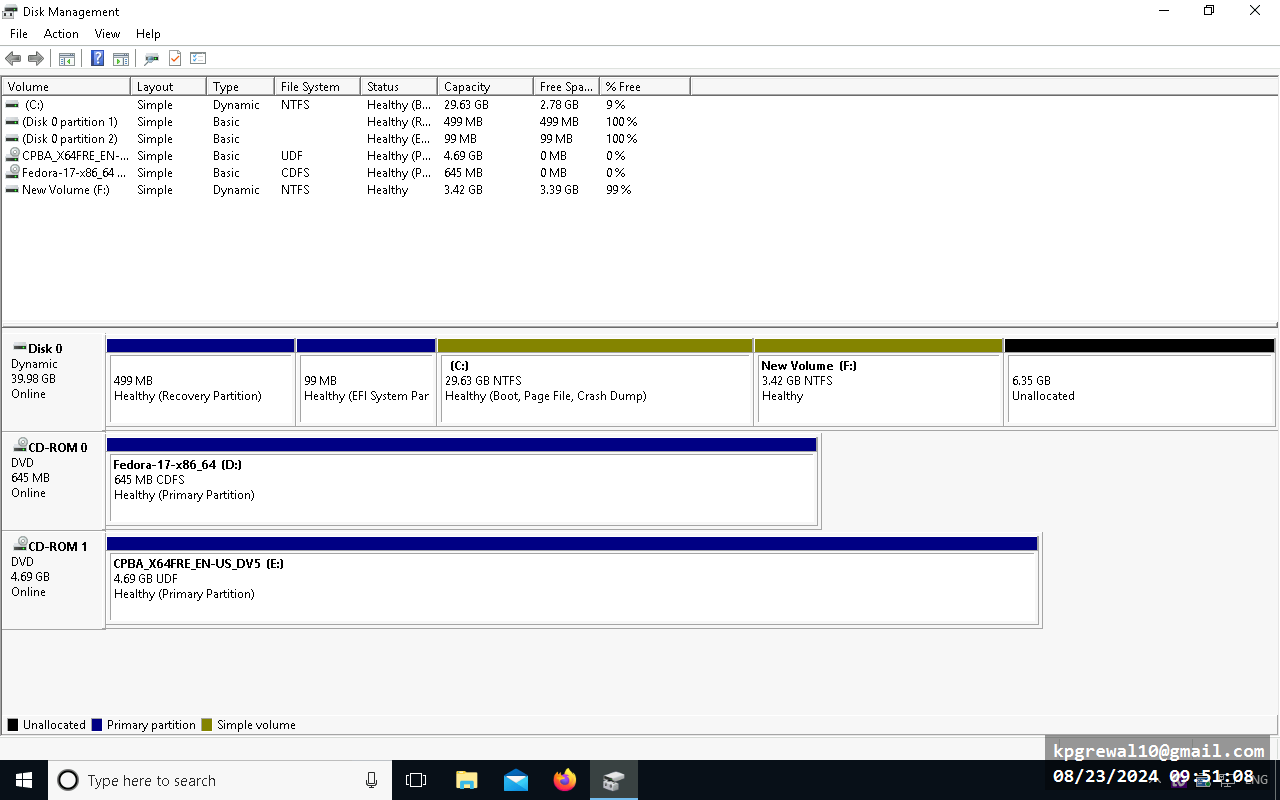 Disk Management
File Action View Help
Volume Layout Type File System Status Capacity Free Spa... % Free
(C:) Simple Dynamic NTFS Healthy (B... 29.63 GB 2.78 GB 9 %
(Disk 0 partition 1) Simple Basic Healthy (R... 499 MB 499 MB 100 %
(Disk 0 partition 2) Simple Basic Healthy (E... 99 MB 99 MB 100 %
CPBA_X64FRE_EN-... Simple Basic UDF Healthy (P... 4.69 GB 0 MB 0 %
Fedora-17-x86_64 ... Simple Basic CDFS Healthy (P... 645 MB 0 MB 0 %
New Volume (F:) Simple Dynamic NTFS Healthy 3.42 GB 3.39 GB 99 %
Disk 0
Dynamic
39.98 GB
Online
499 MB
Healthy (Recovery Partition)
99 MB
Healthy (EFI System Par
(C:)
29.63 GB NTFS
Healthy (Boot, Page File, Crash Dump)
New Volume (F:)
3.42 GB NTFS
Healthy
6.35 GB
Unallocated
CD-ROM 0
DVD
645 MB
Online
Fedora-17-x86_64 (D:)
645 MB CDFS
Healthy (Primary Partition)
CD-ROM 1
DVD
4.69 GB
Online
CPBA_X64FRE_EN-US_DV5 (E:)
4.69 GB UDF
Healthy (Primary Partition)
Unallocated Primary partition Simple volume
kpgrewal10@gmail.com
Type here to search
08/23/2024 09:51:08
ENG